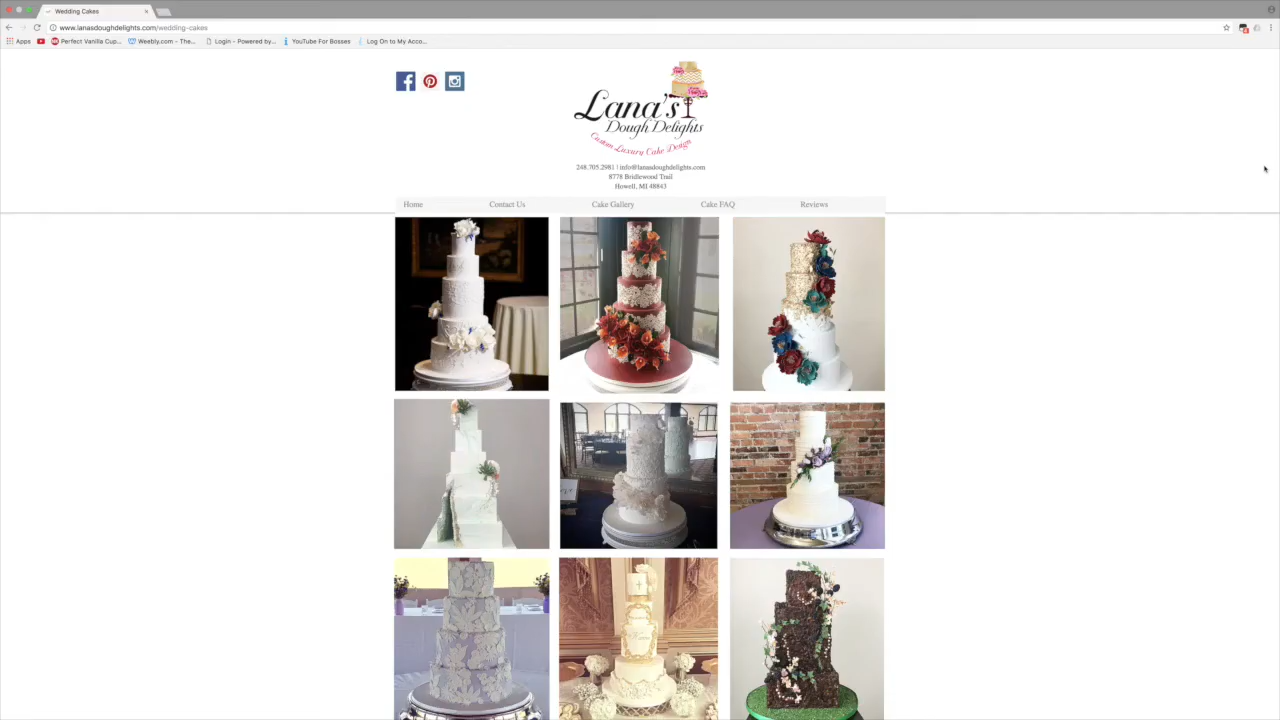 Wedding Cakes
www.lanasdoughdelights.com/wedding-cakes
Apps
Perfect Vanilla Cup...
Weebly.com - The...
Login - Powered by...
YouTube For Bosses
Log On to My Acco...
Lana's
Dough Delights
Custom Luxury Cake Design
248.705.2981 | info@lanasdoughdelights.com
8778 Bridlewood Trail
Howell, MI 48843
Home
Contact Us
Cake Gallery
Cake FAQ
Reviews